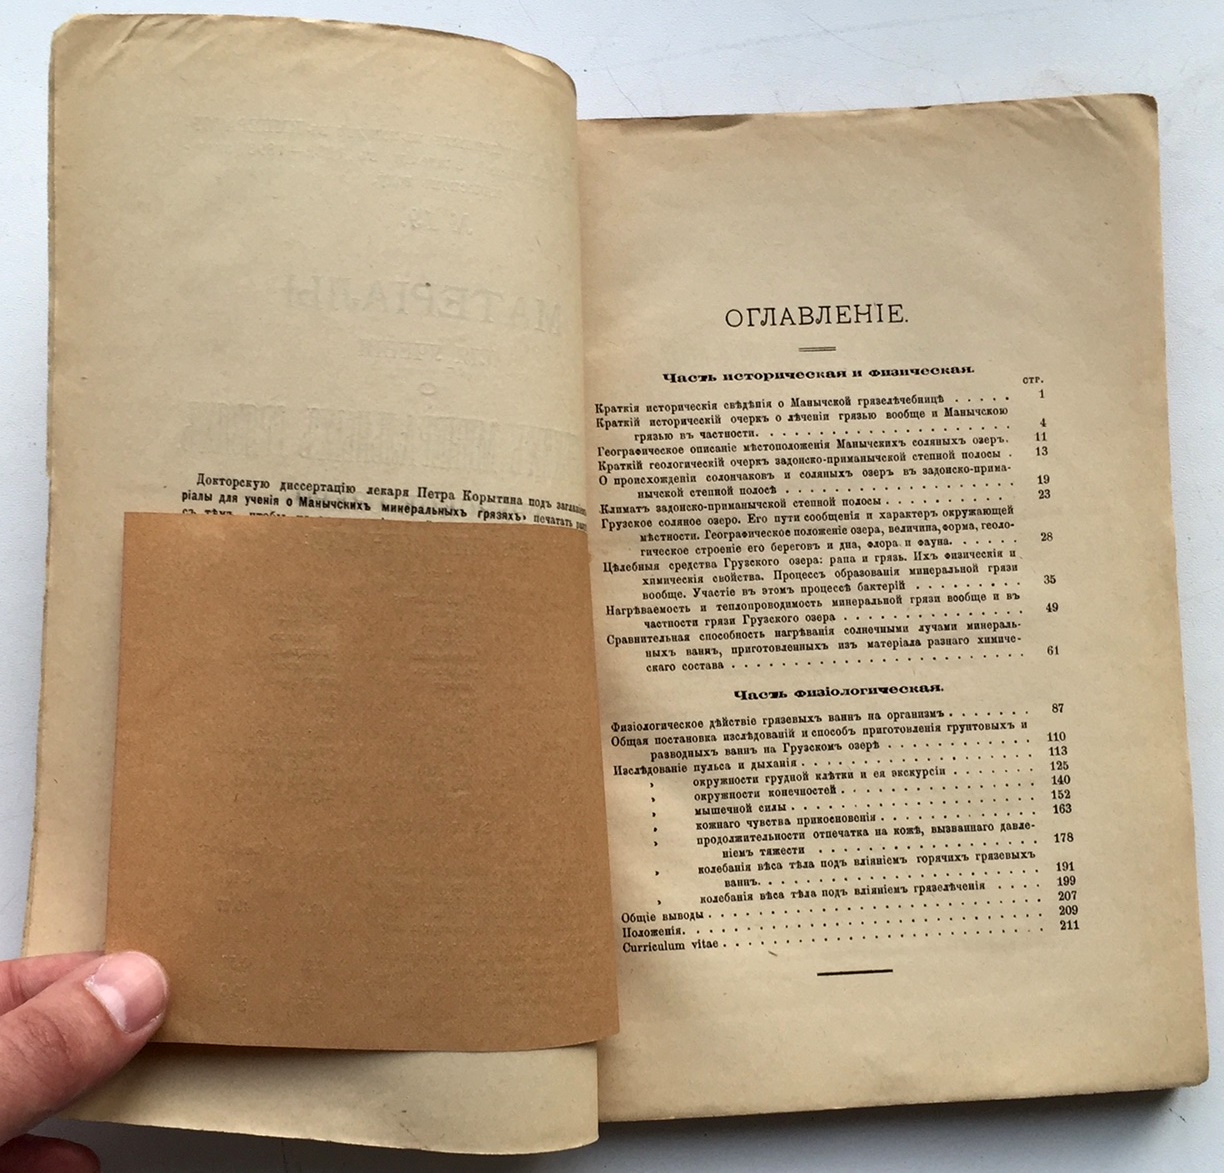 Докторскую диссертацію лекаря Петра Корытина подъ
ріалы для ученія о Манычскихъ минеральныхъ грязяхъ» печатать
съ тѣмъ, чтобы
ОГЛАВЛЕНІЕ.
Часть историческая и физическая.
СТР.
Краткія историческія свѣдѣнія о Манычской грязелѣчебницѣ . . . . . 1
Краткій историческій очеркъ о лѣченіи грязью вообще и Манычскою
грязью въ частности. . . . . . . . . . . . . . . . . . 4
Географическое описаніе мѣстоположенія Манычскихъ соляныхъ озеръ. 11
Краткій геологическій очеркъ задонско-приманычской степной полосы . 13
О происхожденіи солончаковъ и соляныхъ озеръ въ задонско-прима-
нычской степной полосѣ . . . . . . . . . . . . . . . . 19
Климатъ задонско-приманычской степной полосы . . . . . . . . . 23
Грузское соляное озеро. Его пути сообщенія и характеръ окружающей
мѣстности. Географическое положеніе озера, величина, форма, геоло-
гическое строеніе его береговъ и дна, флора и фауна. . . . . . 28
Цѣлебныя средства Грузского озера: рапа и грязь. Ихъ физическія и
химическія свойства. Процессъ образованія минеральной грязи
вообще. Участіе въ этомъ процессѣ бактерій . . . . . . . . . 35
Нагрѣваемость и теплопроводимость минеральной грязи вообще и въ
частности грязи Грузского озера . . . . . . . . . . . . . 49
Сравнительная способность нагрѣванія солнечными лучами минераль-
ныхъ ваннъ, приготовленныхъ изъ матеріала разнаго химиче-
скаго состава . . . . . . . . . . . . . . . . . . . . . 61
Часть физіологическая.
Физіологическое дѣйствіе грязевыхъ ваннъ на организмъ . . . . . . . 87
Общая постановка изслѣдованій и способъ приготовленія грунтовыхъ и
разводныхъ ваннъ на Грузскомъ озерѣ . . . . . . . . . . . 110
Изслѣдованіе пульса и дыханія . . . . . . . . . . . . . . . . . 113
» окружности грудной клѣтки и ея экскурсіи . . . . . . 125
» окружности конечностей . . . . . . . . . . . . . . 140
» мышечной силы . . . . . . . . . . . . . . . . . . 152
» кожнаго чувства прикосновенія . . . . . . . . . . . 163
» продолжительности отпечатка на кожѣ, вызваннаго давле-
ніемъ тяжести . . . . . . . . . . . . . . . . . 178
» колебанія вѣса тѣла подъ вліяніемъ горячихъ грязевыхъ
ваннъ. . . . . . . . . . . . . . . . . . . . . 191
» колебанія вѣса тѣла подъ вліяніемъ грязелѣченія . . . . 199
Общіе выводы . . . . . . . . . . . . . . . . . . . . . . . . 207
Положенія. . . . . . . . . . . . . . . . . . . . . . . . . . 209
Curriculum vitae . . . . . . . . . . . . . . . . . . . . . . . 211